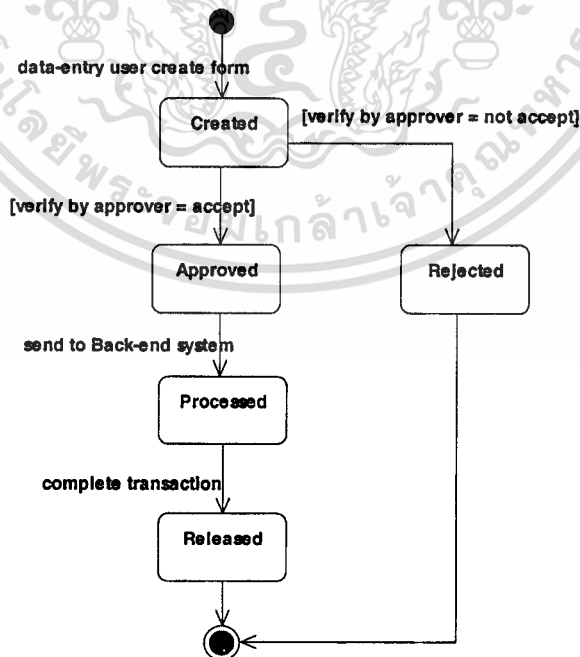 data-entry user create form
Created
[verify by approver = not accept]
[verify by approver = accept]
Approved
Rejected
send to Back-end system
Processed
complete transaction
Released